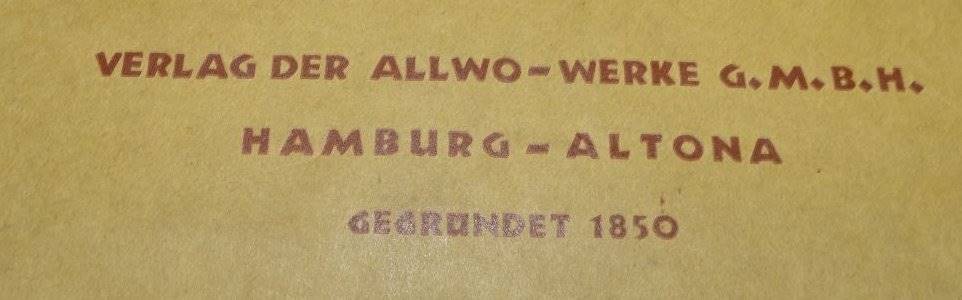 VERLAG DER ALLWO-WERKE G.M.B.H.
HAMBURG-ALTONA
GEGRÜNDET 1850